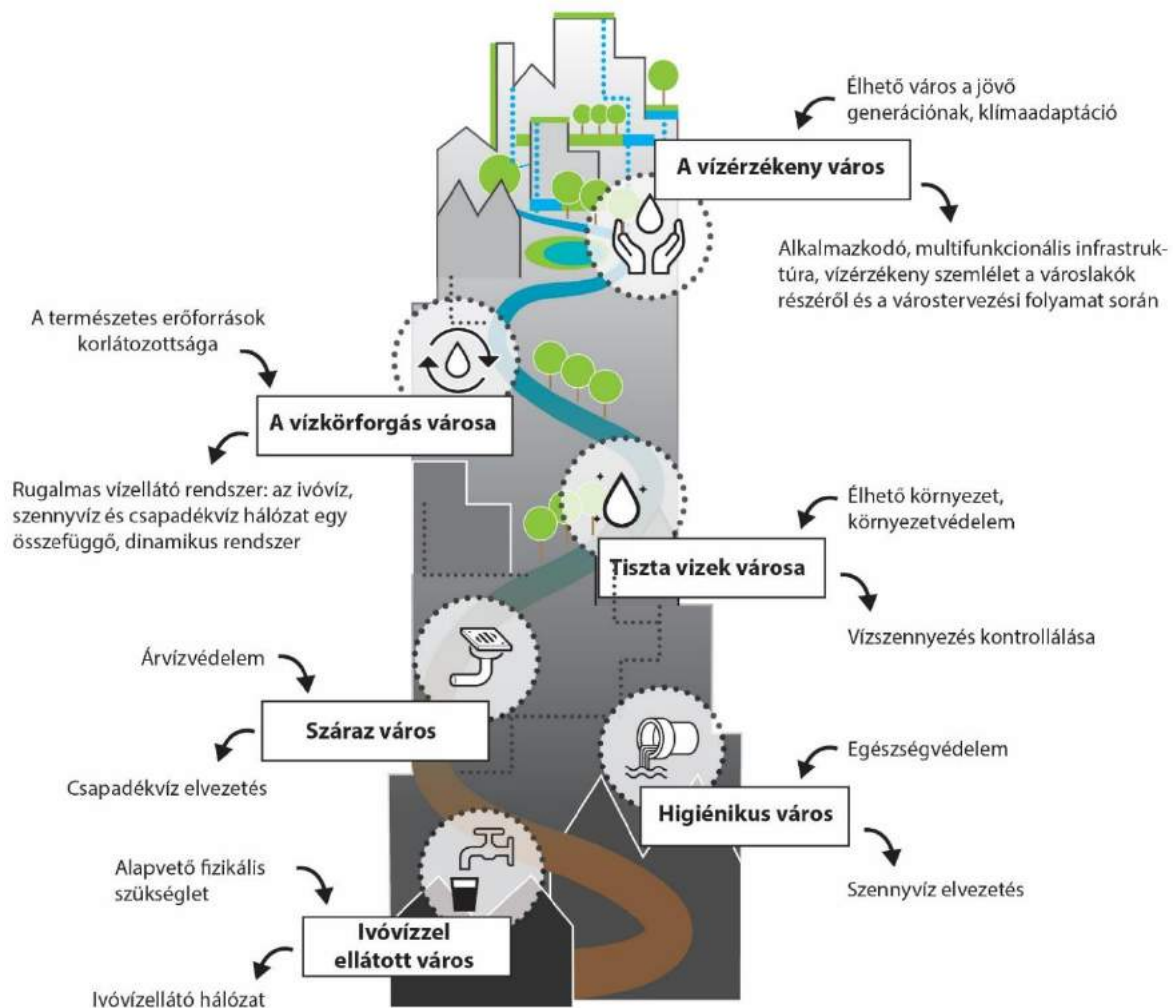 Élhető város a jövő
generációnak, klímaadaptáció
A vízérzékeny város
Alkalmazkodó, multifunkcionális infrastruk-
túra, vízérzékeny szemlélet a városlakók
részéről és a várostervezési folyamat során
A természetes erőforrások
korlátozottsága
A vízkörforgás városa
Rugalmas vízellátó rendszer: az ivóvíz,
szennyvíz és csapadékvíz hálózat egy
összefüggő, dinamikus rendszer
Élhető környezet,
környezetvédelem
Tiszta vizek városa
Vízszennyezés kontrollálása
Árvízvédelem
Száraz város
Csapadékvíz elvezetés
Egészségvédelem
Higiénikus város
Szennyvíz elvezetés
Alapvető fizikális
szükséglet
Ivóvízzel
ellátott város
Ivóvízellátó hálózat